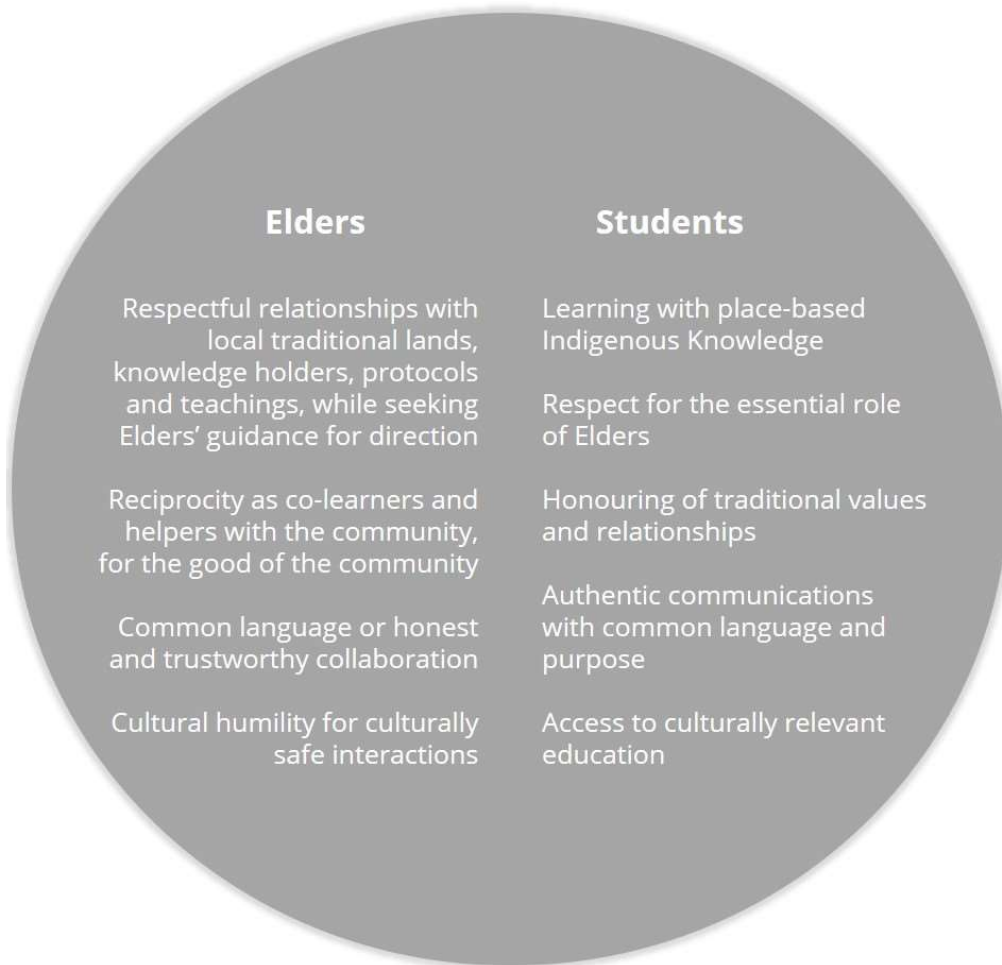 Elders
Respectful relationships with
local traditional lands,
knowledge holders, protocols
and teachings, while seeking
Elders’ guidance for direction
Reciprocity as co-learners and
helpers with the community,
for the good of the community
Common language or honest
and trustworthy collaboration
Cultural humility for culturally
safe interactions
Students
Learning with place-based
Indigenous Knowledge
Respect for the essential role
of Elders
Honouring of traditional values
and relationships
Authentic communications
with common language and
purpose
Access to culturally relevant
education